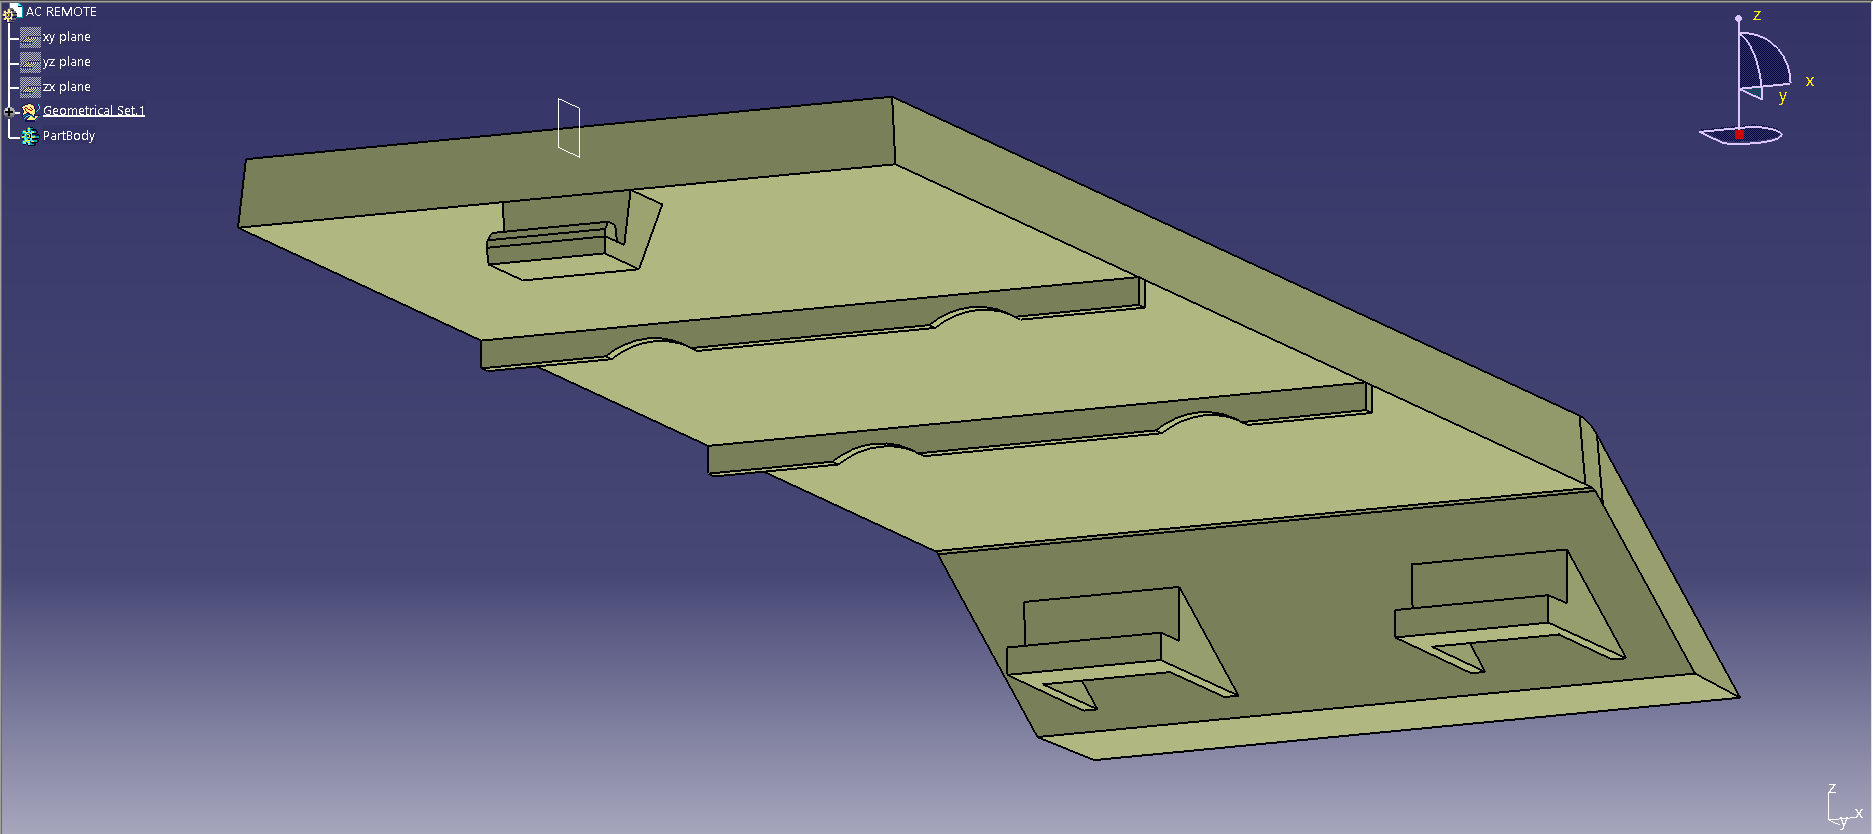 AC REMOTE
xy plane
yz plane
zx plane
Geometrical Set.1
PartBody
z
x
y
z
x
y